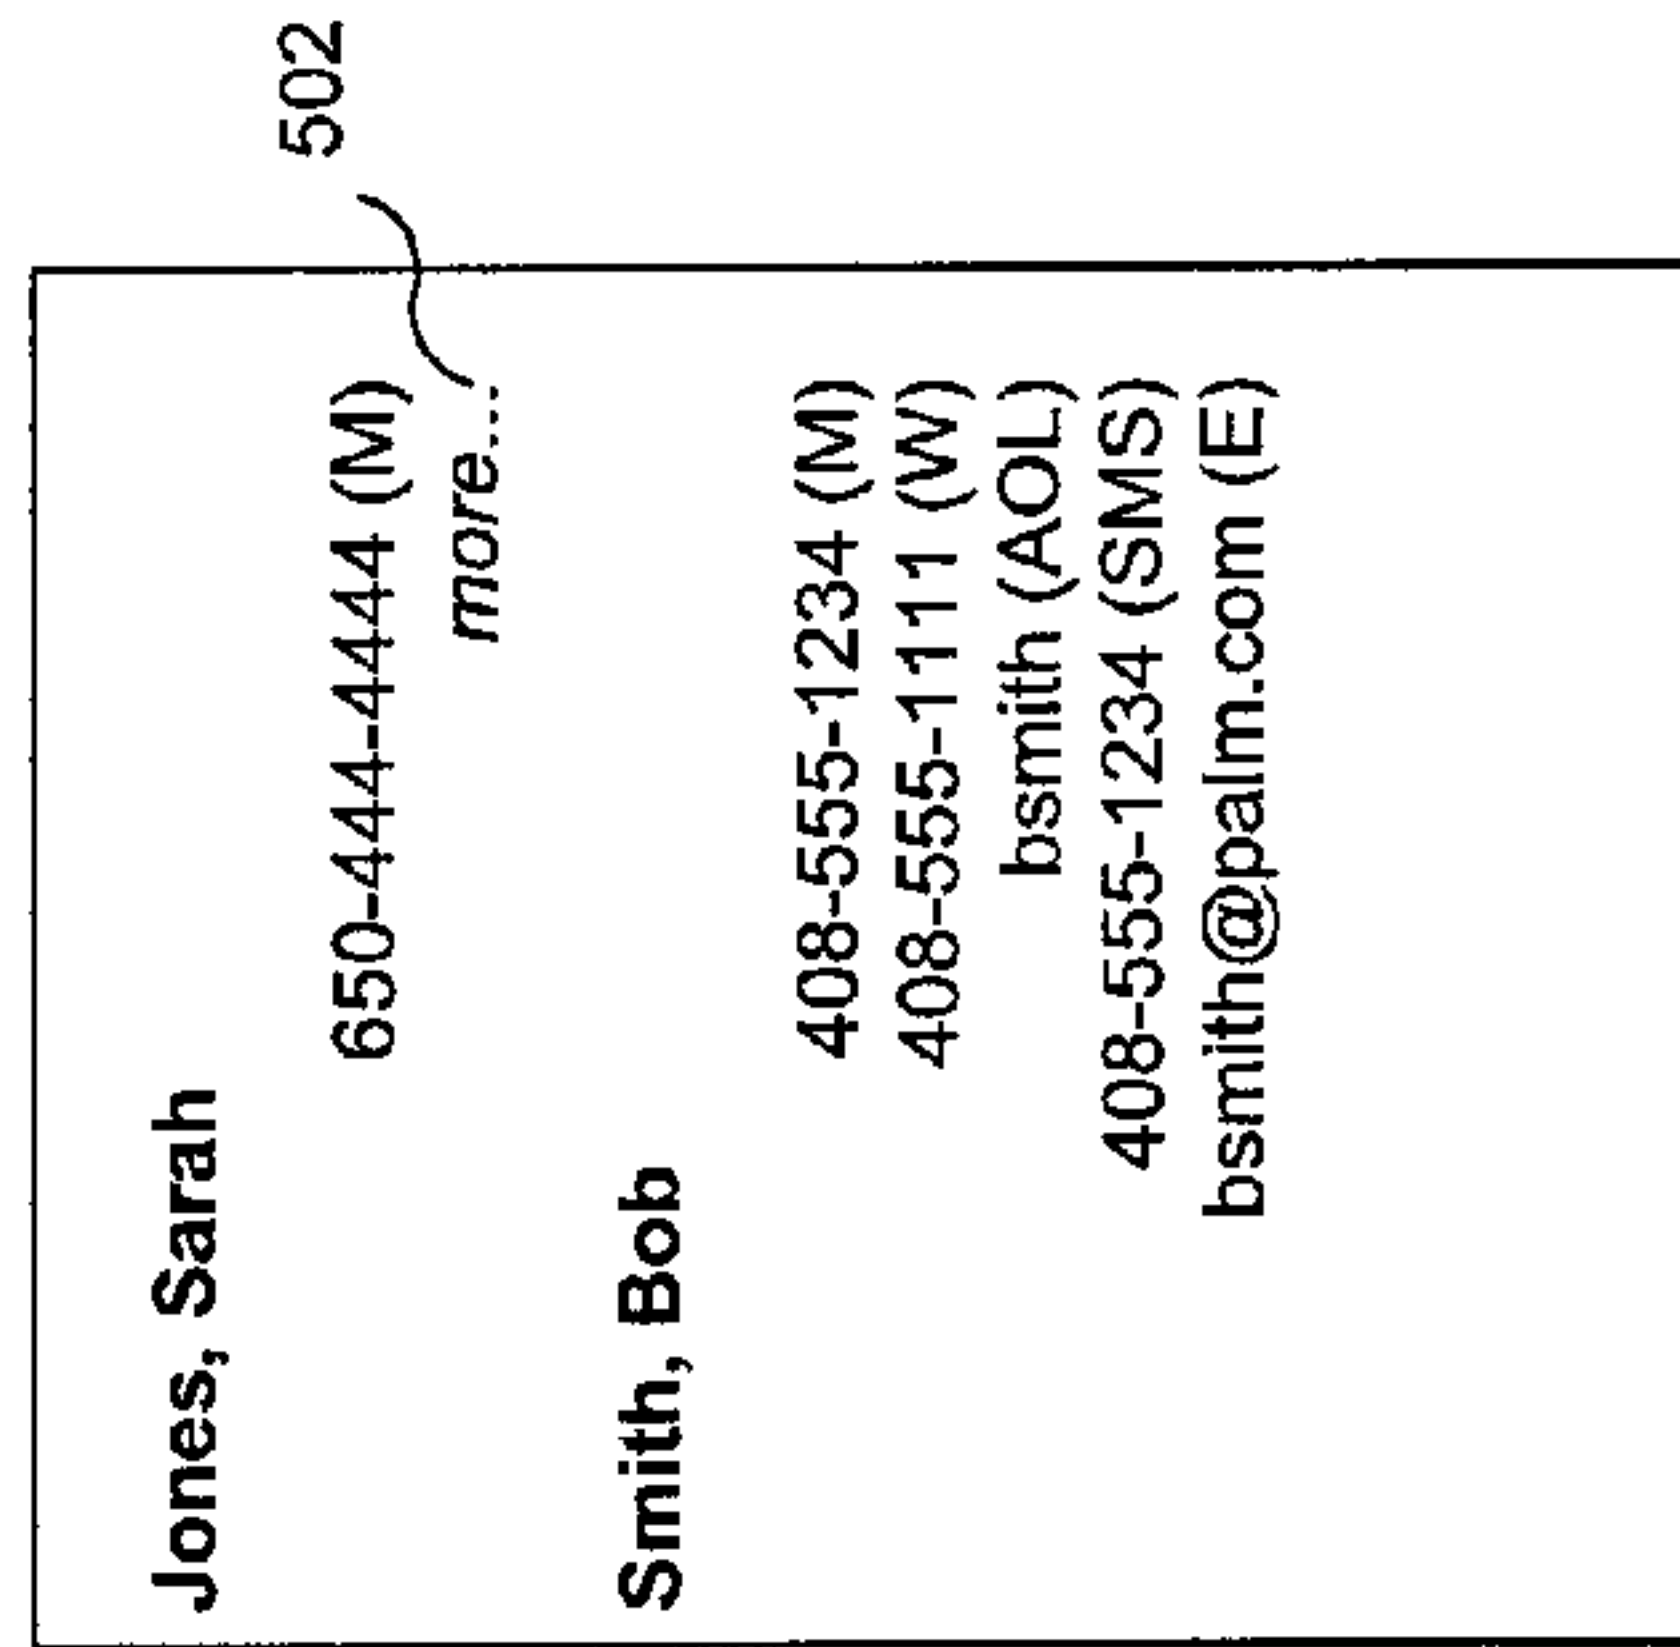 502
Jones, Sarah
650-444-4444 (M)
more...
Smith, Bob
408-555-1234 (M)
408-555-1111 (W)
bsmith (AOL)
408-555-1234 (SMS)
bsmith@palm.com (E)